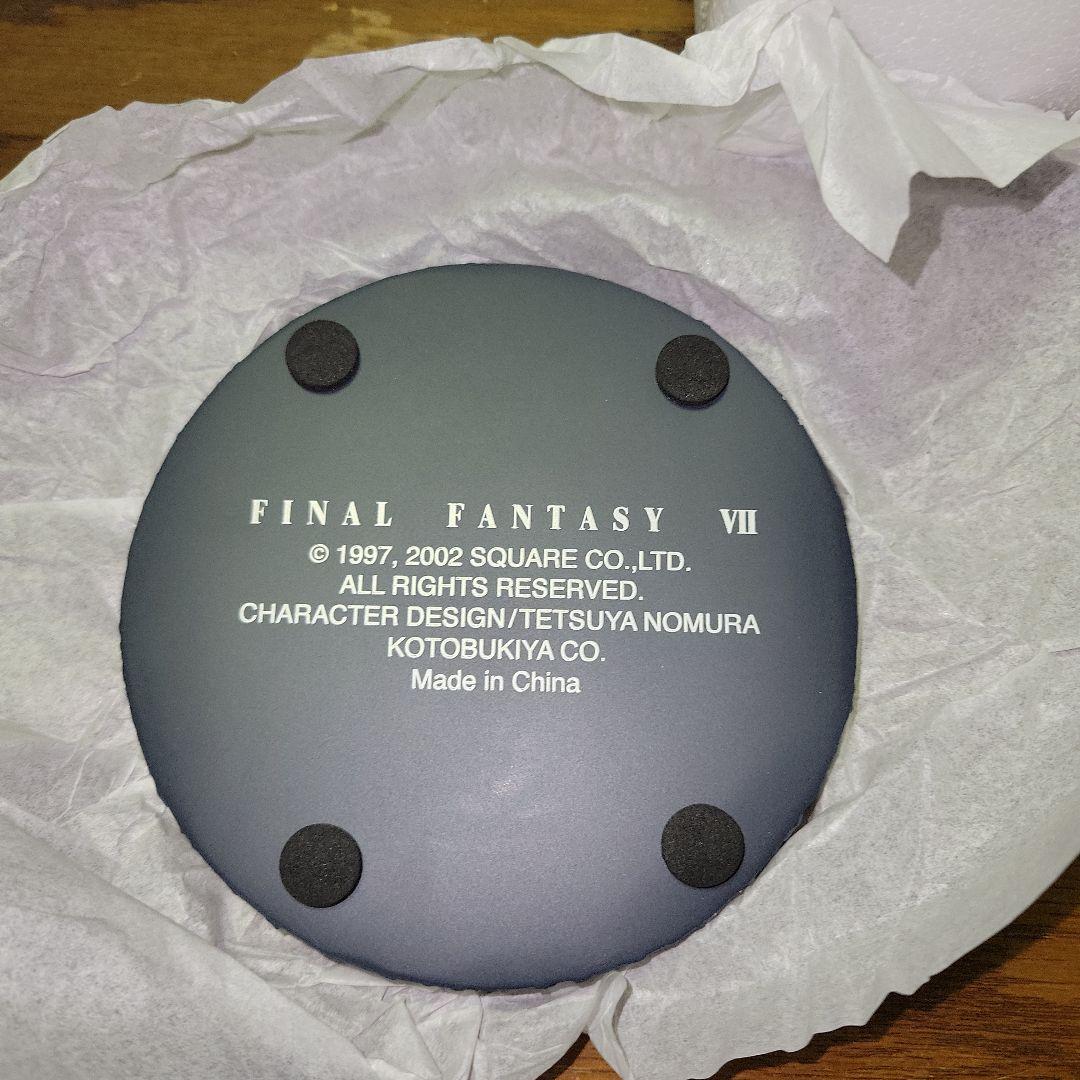 FINAL FANTASY VII
© 1997, 2002 SQUARE CO.,LTD.
ALL RIGHTS RESERVED.
CHARACTER DESIGN/TETSUYA NOMURA
KOTOBUKIYA CO.
Made in China